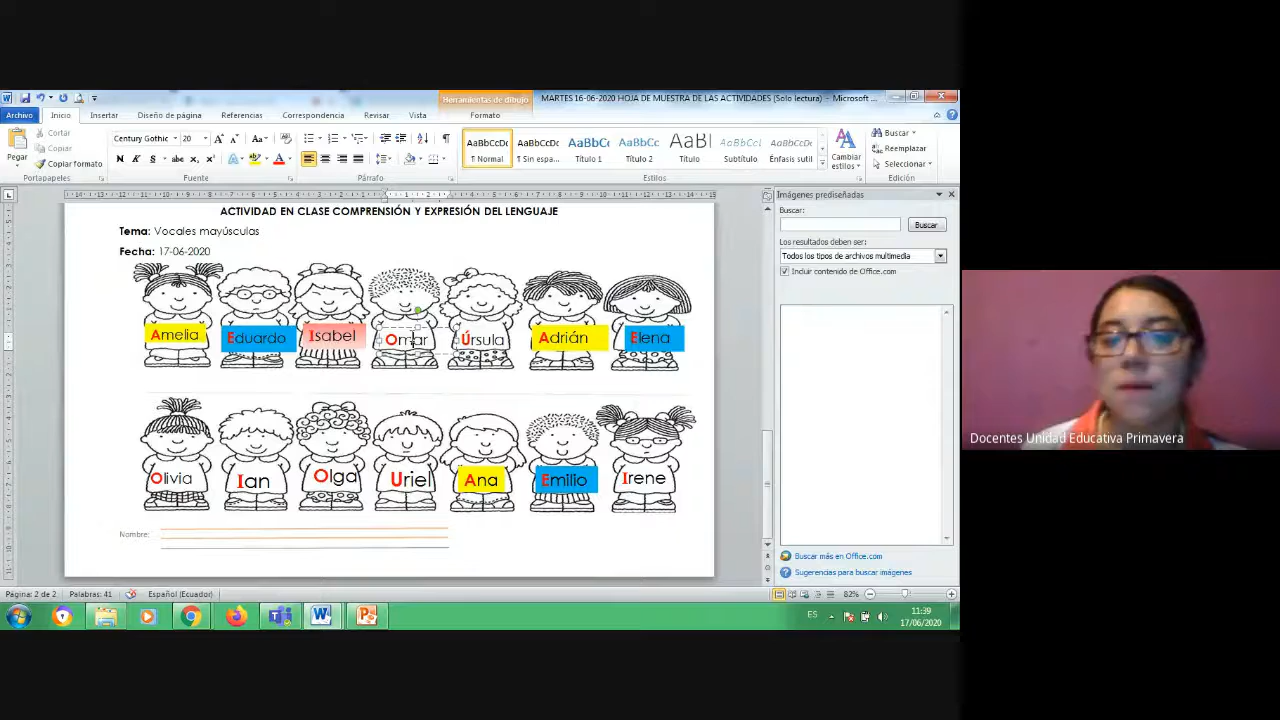 Herramientas de dibujo
MARTES 16-06-2020 HOJA DE MUESTRA DE LAS ACTIVIDADES (Solo lectura) - Microsoft ...
Archivo Inicio Insertar Diseño de página Referencias Correspondencia Revisar Vista Formato
Pegar
Cortar
Copiar
Copiar formato
Century Gothic 20
N K S abc x₂ x²
AaBbCcDc AaBbCcDc AaBbC AaBbCc AaBl AaBbCc AaBbCcDc
¶ Normal ¶ Sin espa... Título 1 Título 2 Título Subtítulo Énfasis sutil
Cambiar estilos
Buscar
Reemplazar
Seleccionar
Portapapeles Fuente Párrafo Estilos Edición
ACTIVIDAD EN CLASE COMPRENSIÓN Y EXPRESIÓN DEL LENGUAJE
Tema: Vocales mayúsculas
Fecha: 17-06-2020
Amelia Eduardo Isabel Omar Úrsula Adrián Elena
Olivia Ian Olga Uriel Ana Emilio Irene
Nombre:
Imágenes prediseñadas
Buscar:
Buscar
Los resultados deben ser:
Todos los tipos de archivos multimedia
Incluir contenido de Office.com
Buscar más en Office.com
Sugerencias para buscar imágenes
Página: 2 de 2 Palabras: 41 Español (Ecuador) 82%
ES 11:39
17/06/2020
Docentes Unidad Educativa Primavera